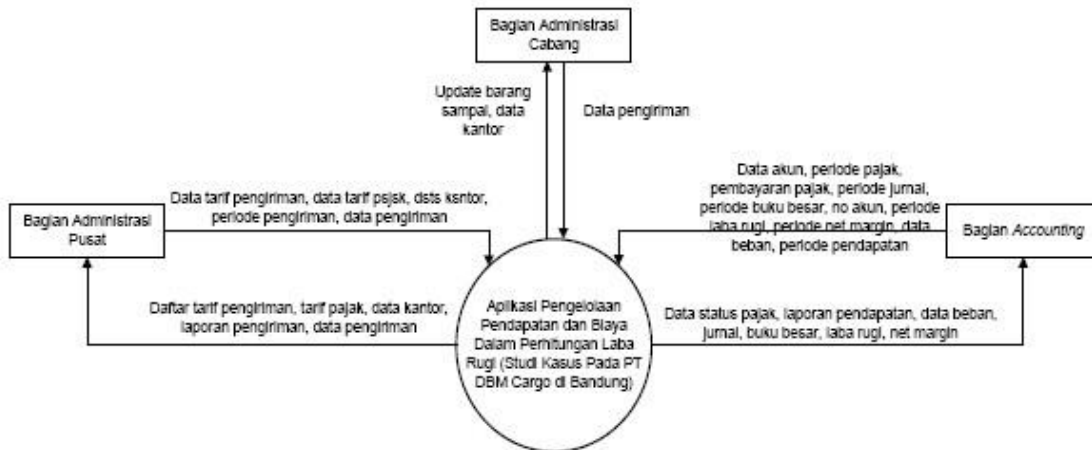 Bagian Administrasi
Cabang
Update barang
sampai, data
kantor
Data pengiriman
Data tarif pengiriman, data tarif psjsk, dsts ksntor,
periode pengiriman, data pengiriman
Data akun, periode pajak,
pembayaran pajak, periode jurnal,
periode buku besar, no akun, periode
laba rugi, periode net margin, data
beban, periode pendapatan
Bagian Administrasi
Pusat
Bagian Accounting
Daftar tarif pengiriman, tarif pajak, data kantor,
laporan pengiriman, data pengiriman
Aplikasi Pengelolaan
Pendapatan dan Biaya
Dalam Perhitungan Laba
Rugi (Studi Kasus Pada PT
DBM Cargo di Bandung)
Data status pajak, laporan pendapatan, data beban,
jurnal, buku besar, laba rugi, net margin